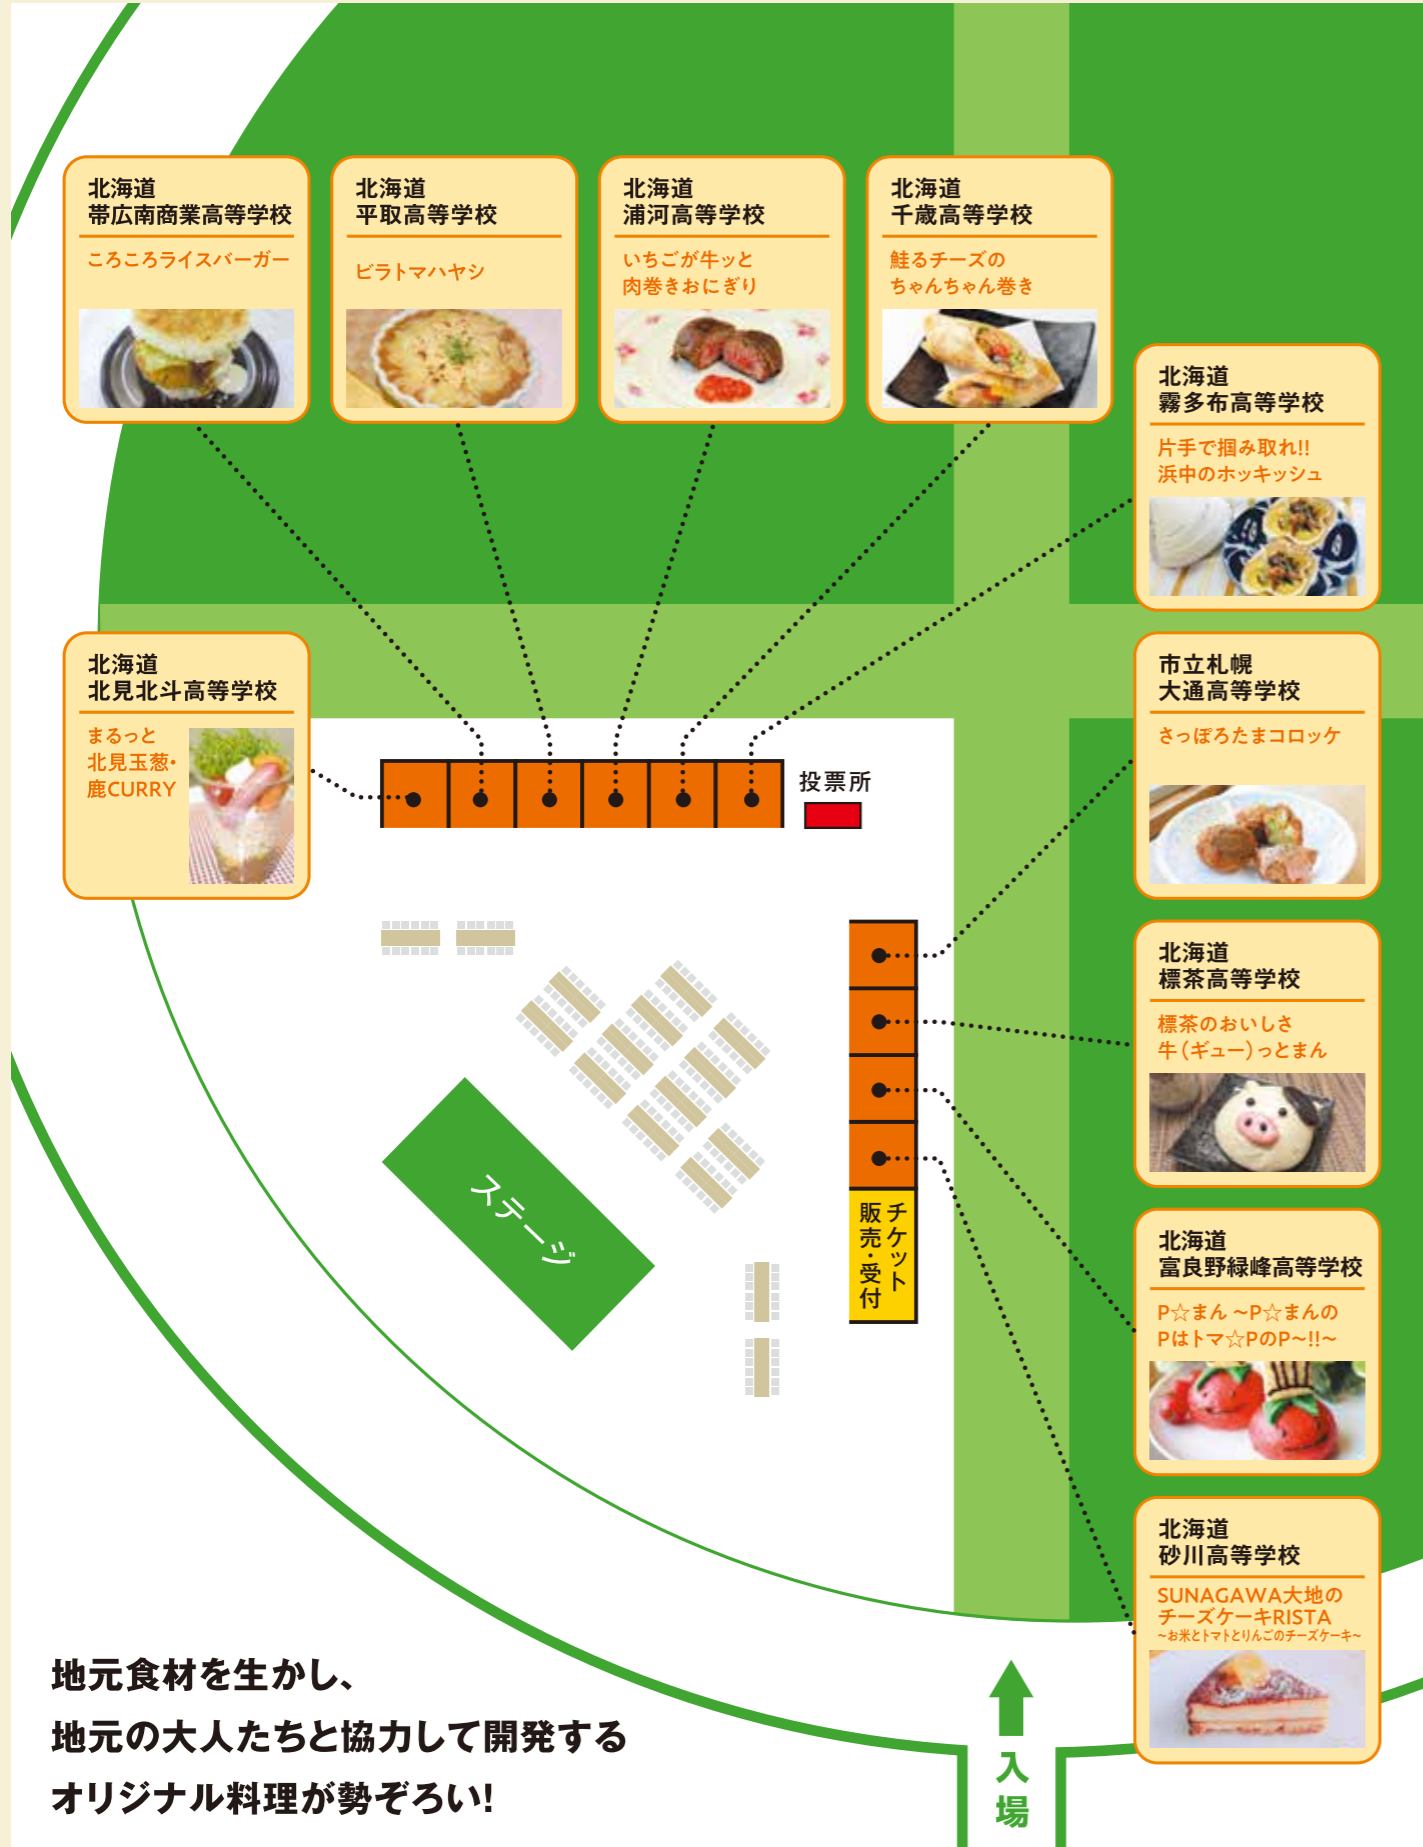 北海道
帯広南商業高等学校
ころころライスバーガー
北海道
平取高等学校
ビラトマハヤシ
北海道
浦河高等学校
いちごが牛ッと
肉巻きおにぎり
北海道
千歳高等学校
鮭るチーズの
ちゃんちゃん巻き
北海道
霧多布高等学校
片手で掴み取れ!!
浜中のホッキッシュ
北海道
北見北斗高等学校
まるっと
北見玉葱・
鹿CURRY
投票所
市立札幌
大通高等学校
さっぽろたまコロッケ
北海道
標茶高等学校
標茶のおいしさ
牛(ギュー)っとまん
ステージ
チケット
販売・受付
北海道
富良野緑峰高等学校
P☆まん ~P☆まんの
Pはトマ☆PのP~!!~
北海道
砂川高等学校
SUNAGAWA大地の
チーズケーキRISTA
~お米とトマトとりんごのチーズケーキ~
地元食材を生かし、
地元の大人たちと協力して開発する
オリジナル料理が勢ぞろい!
入場